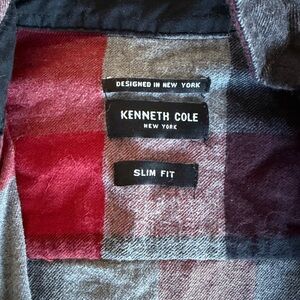 DESIGNED IN NEW YORK
KENNETH COLE
NEW YORK
SLIM FIT